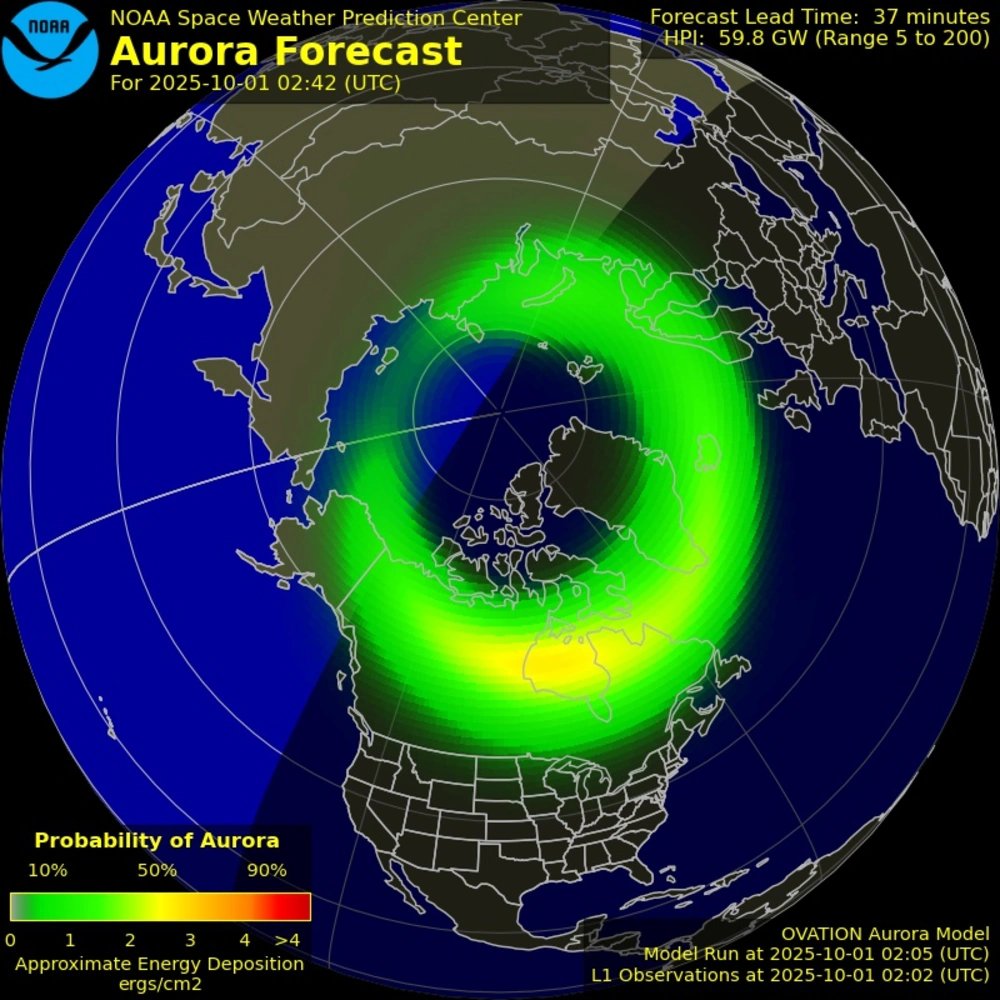 NOAA
NOAA Space Weather Prediction Center
Aurora Forecast
For 2025-10-01 02:42 (UTC)
Forecast Lead Time: 37 minutes
HPI: 59.8 GW (Range 5 to 200)
Probability of Aurora
10% 50% 90%
0 1 2 3 4 >4
Approximate Energy Deposition
ergs/cm2
OVATION Aurora Model
Model Run at 2025-10-01 02:05 (UTC)
L1 Observations at 2025-10-01 02:02 (UTC)